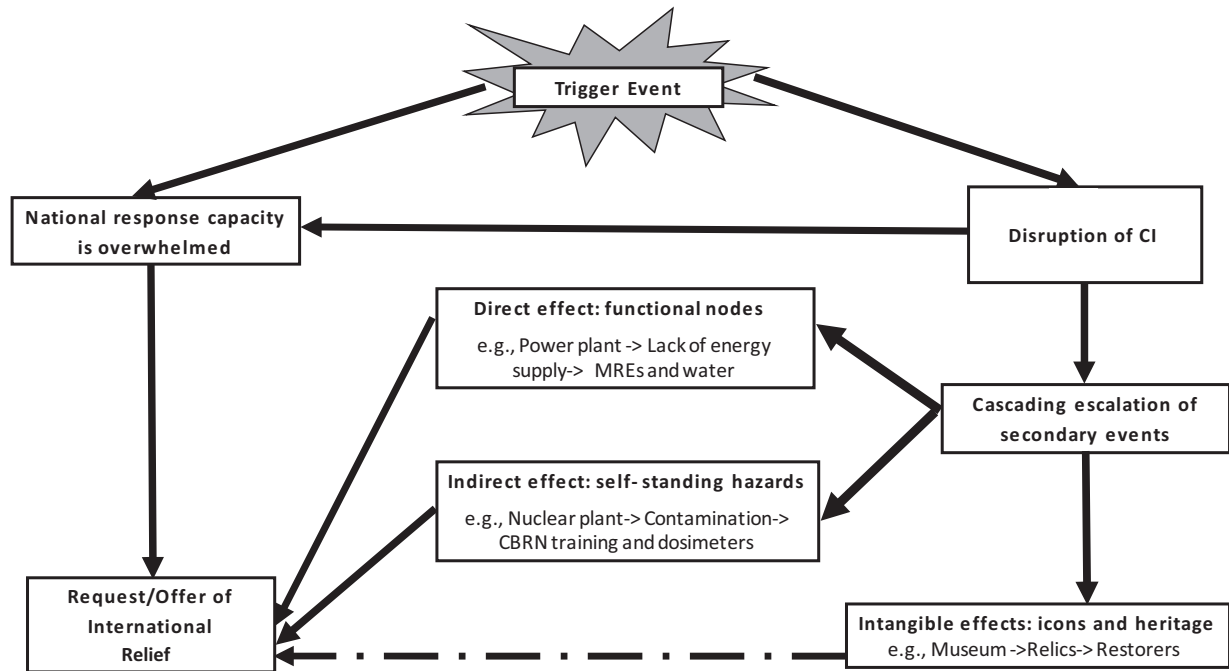 Trigger Event
National response capacity
is overwhelmed
Disruption of CI
Direct effect: functional nodes
e.g., Power plant -> Lack of energy
supply-> MREs and water
Cascading escalation of
secondary events
Indirect effect: self- standing hazards
e.g., Nuclear plant-> Contamination->
CBRN training and dosimeters
Request/Offer of
International
Relief
Intangible effects: icons and heritage
e.g., Museum ->Relics-> Restorers